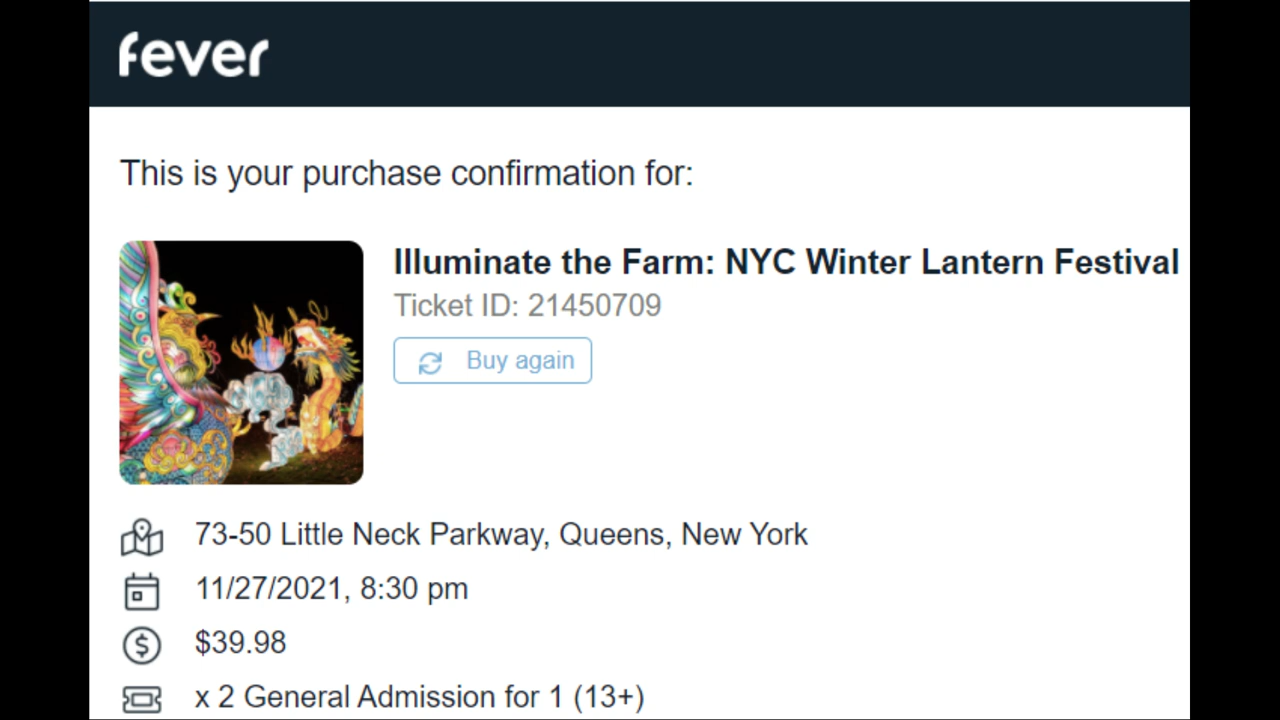 fever
This is your purchase confirmation for:
Illuminate the Farm: NYC Winter Lantern Festival
Ticket ID: 21450709
Buy again
73-50 Little Neck Parkway, Queens, New York
11/27/2021, 8:30 pm
$39.98
x 2 General Admission for 1 (13+)